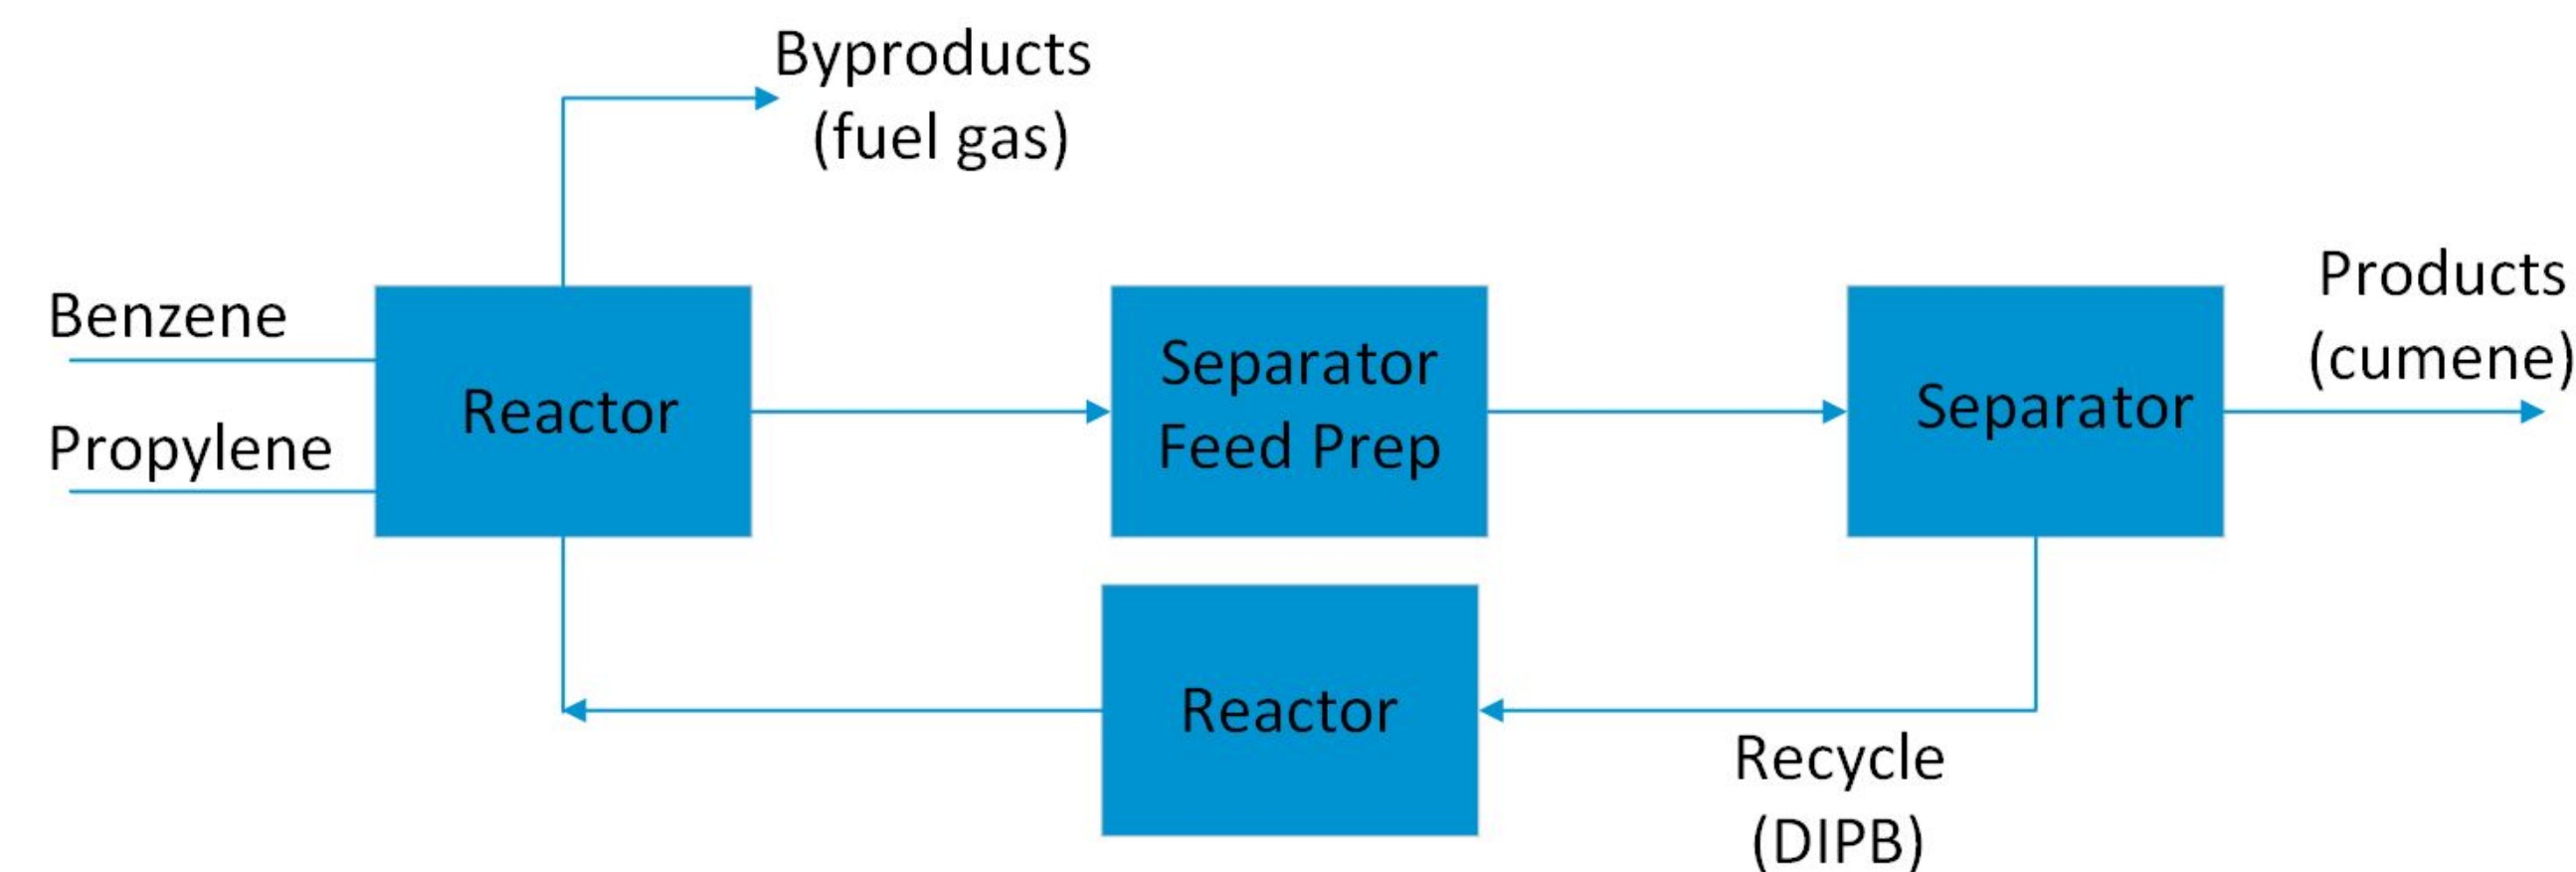 Byproducts
(fuel gas)
Benzene
Propylene
Reactor
Separator
Feed Prep
Separator
Products
(cumene)
Reactor
Recycle
(DIPB)